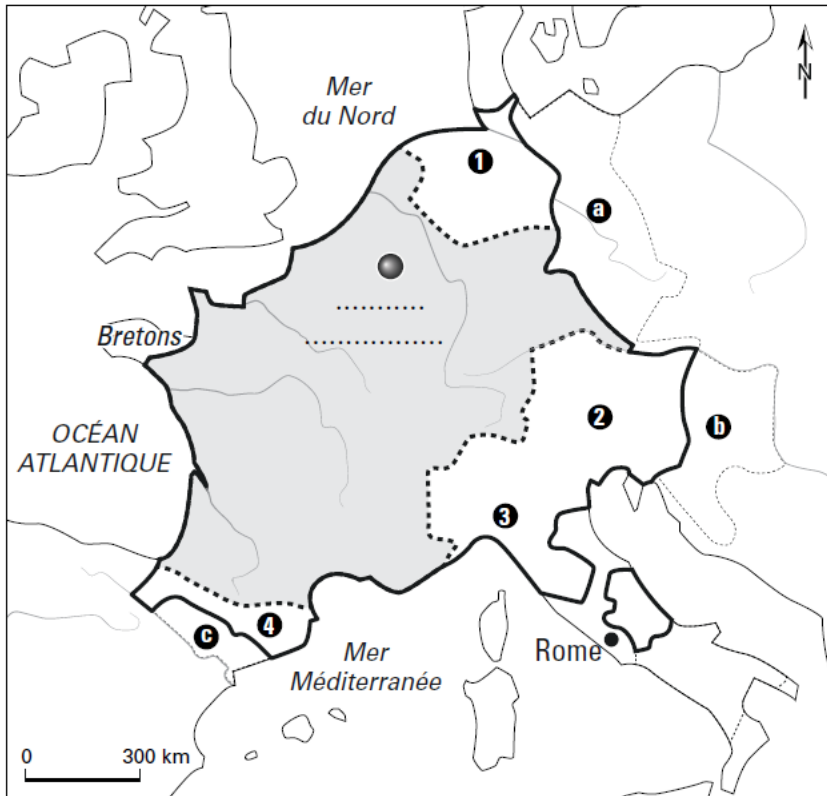 Mer
du Nord
N
1
a
...........
.................
Bretons
OCÉAN
ATLANTIQUE
2
b
3
4
c
Mer
Méditerranée
Rome
0 300 km